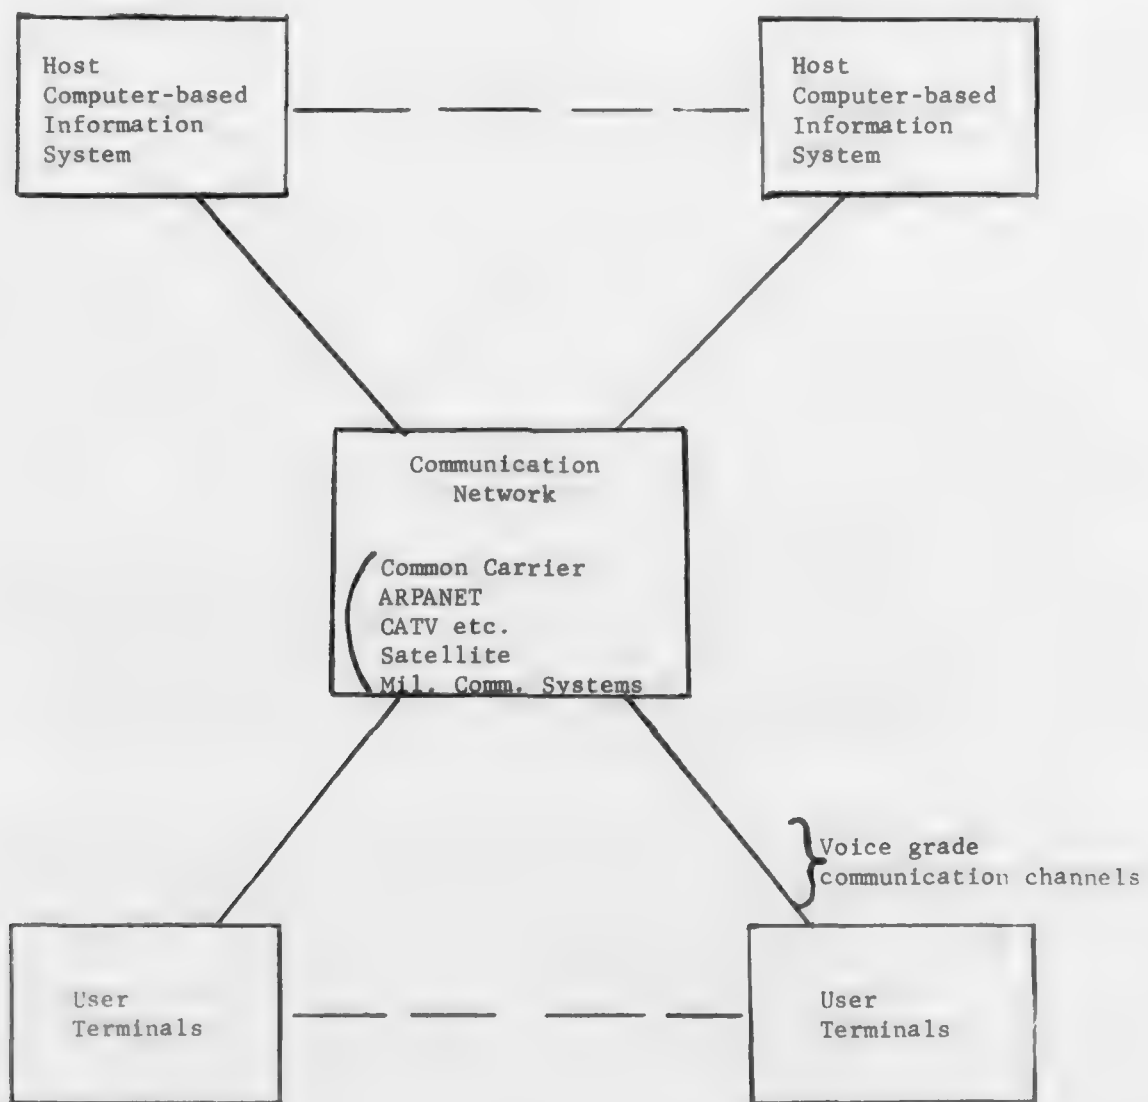 Host
Computer-based
Information
System
Host
Computer-based
Information
System
Communication
Network
Common Carrier
ARPANET
CATV etc.
Satellite
Mil. Comm. Systems
Voice grade
communication channels
User
Terminals
User
Terminals